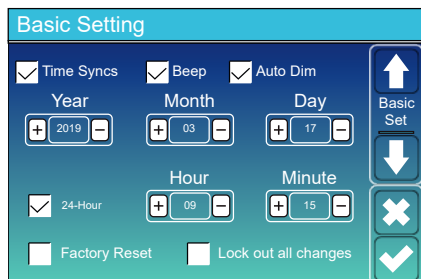 Basic Setting
Time Syncs Beep Auto Dim
Year Month Day
+ 2019 − + 03 − + 17 −
Basic
Set
Hour Minute
24-Hour + 09 − + 15 −
Factory Reset Lock out all changes